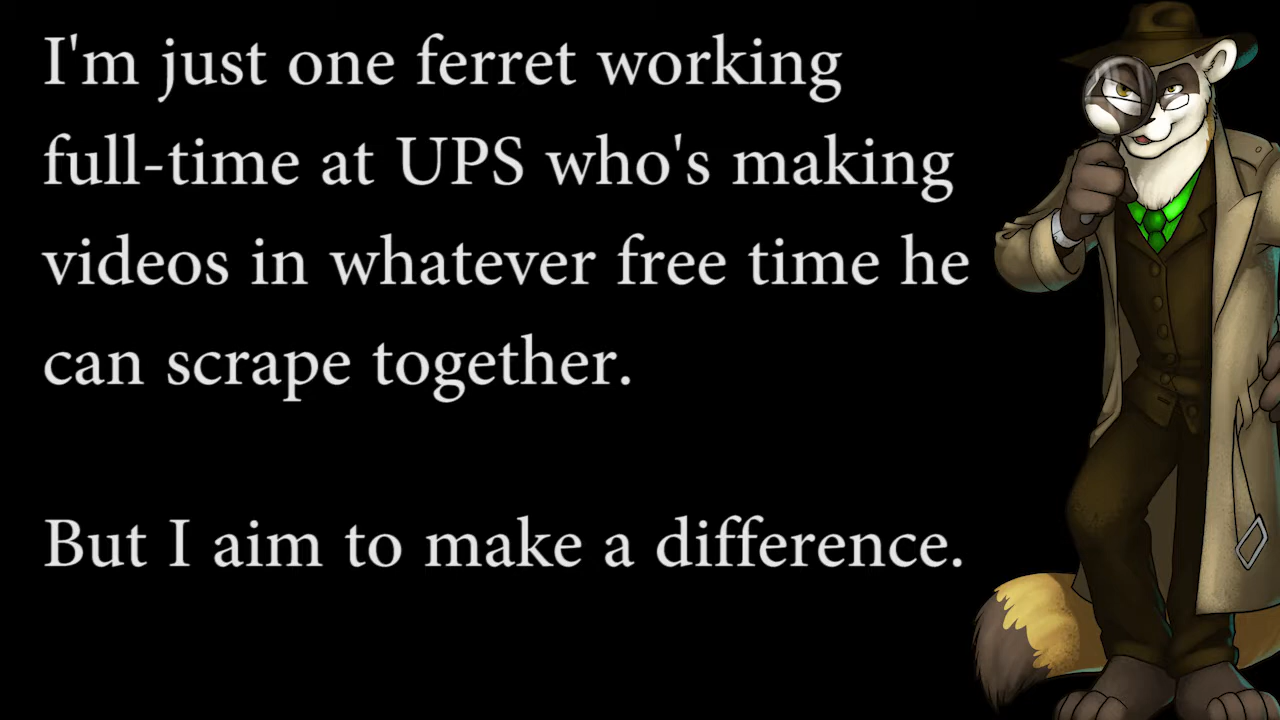 I'm just one ferret working
full-time at UPS who's making
videos in whatever free time he
can scrape together.
But I aim to make a difference.